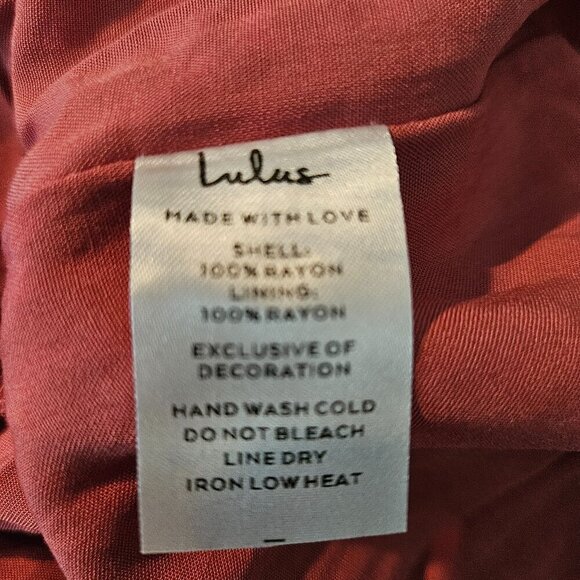 Lulus
MADE WITH LOVE
SHELL:
100% RAYON
LINING:
100% RAYON
EXCLUSIVE OF
DECORATION
HAND WASH COLD
DO NOT BLEACH
LINE DRY
IRON LOW HEAT